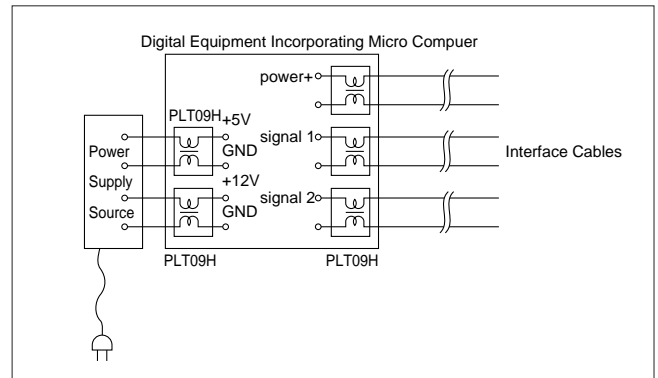 Digital Equipment Incorporating Micro Compuer
power+
PLT09H
+5V
signal 1
Power
GND
Interface Cables
Supply
+12V
signal 2
Source
GND
PLT09H
PLT09H